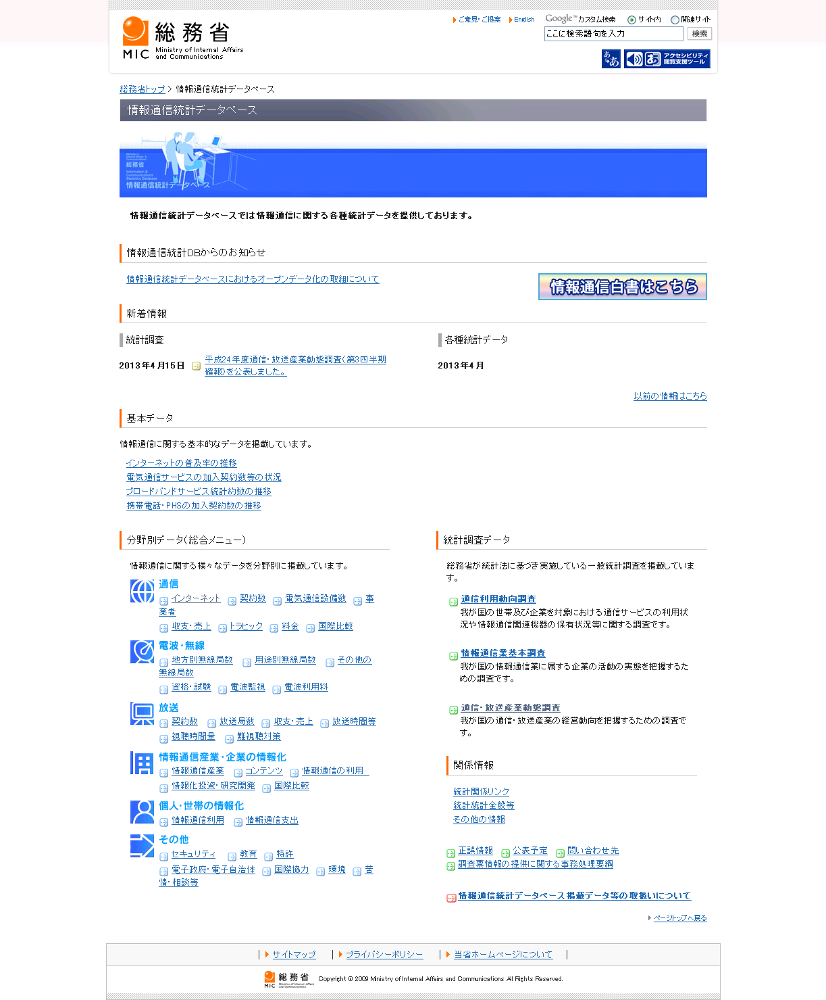 総務省
MIC Ministry of Internal Affairs
and Communications
ご意見・ご提案 English Google™カスタム検索 サイト内 関連サイト
ここに検索語句を入力 検索
あ あ アクセシビリティ
閲覧支援ツール
総務省トップ > 情報通信統計データベース
情報通信統計データベース
Ministry of
Internal Affairs &
Communications
総務省
Information &
Communications
Statistics Database
情報通信統計データベース
情報通信統計データベースでは情報通信に関する各種統計データを提供しております。
情報通信統計DBからのお知らせ
情報通信統計データベースにおけるオープンデータ化の取組について
情報通信白書はこちら
新着情報
統計調査
2013年4月15日 平成24年度通信・放送産業動態調査(第3四半期
確報)を公表しました。
各種統計データ
2013年4月
以前の情報はこちら
基本データ
情報通信に関する基本的なデータを掲載しています。
インターネットの普及率の推移
電気通信サービスの加入契約数等の状況
ブロードバンドサービス統計約数の推移
携帯電話・PHSの加入契約数の推移
分野別データ(総合メニュー)
情報通信に関する様々なデータを分野別に掲載しています。
通信
インターネット 契約数 電気通信設備数 事
業者
収支・売上 トラヒック 料金 国際比較
電波・無線
地方別無線局数 用途別無線局数 その他の
無線局数
資格・試験 電波監視 電波利用料
放送
契約数 放送局数 収支・売上 放送時間等
視聴時間量 難視聴対策
情報通信産業・企業の情報化
情報通信産業 コンテンツ 情報通信の利用
情報化投資・研究開発 国際比較
個人・世帯の情報化
情報通信利用 情報通信支出
その他
セキュリティ 教育 特許
電子政府・電子自治体 国際協力 環境 苦
情・相談等
統計調査データ
総務省が統計法に基づき実施している一般統計調査を掲載していま
す。
通信利用動向調査
我が国の世帯及び企業を対象における通信サービスの利用状
況や情報通信関連機器の保有状況等に関する調査です。
情報通信業基本調査
我が国の情報通信業に属する企業の活動の実態を把握するた
めの調査です。
通信・放送産業動態調査
我が国の通信・放送産業の経営動向を把握するための調査で
す。
関係情報
統計関係リンク
統計統計全般等
その他の情報
正誤情報 公表予定 問い合わせ先
調査票情報の提供に関する事務処理要綱
情報通信統計データベース掲載データ等の取扱いについて
ページトップへ戻る
サイトマップ | プライバシーポリシー | 当省ホームページについて
総務省 MIC Ministry of Internal Affairs and Communications Copyright © 2009 Ministry of Internal Affairs and Communications All Rights Reserved.